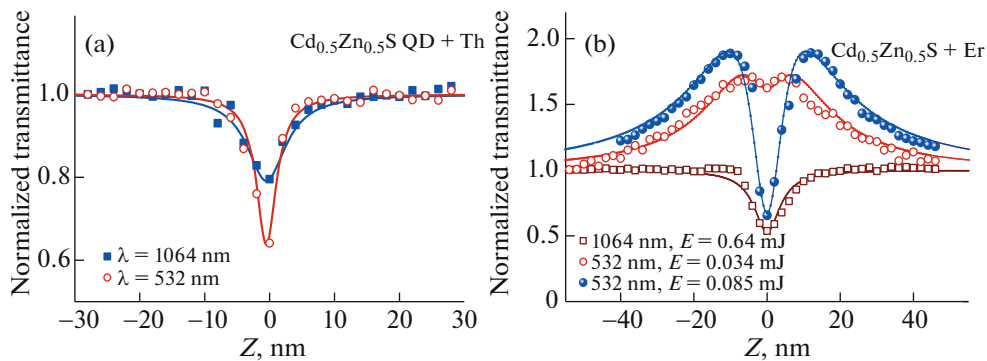 (a)
Cd0.5Zn0.5S QD + Th
Normalized transmittance
1.0
0.8
0.6
λ = 1064 nm
λ = 532 nm
−30 −20 −10 0 10 20 30
Z, nm
(b)
Cd0.5Zn0.5S + Er
Normalized transmittance
2.0
1.5
1.0
0.5
0
1064 nm, E = 0.64 mJ
532 nm, E = 0.034 mJ
532 nm, E = 0.085 mJ
−40 −20 0 20 40
Z, nm